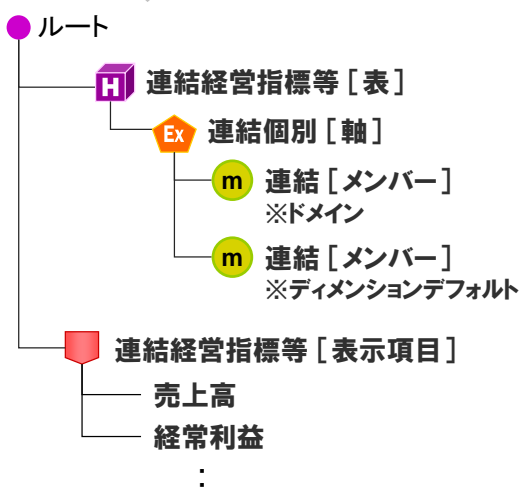 ルート
H 連結経営指標等［表］
Ex 連結個別［軸］
m 連結［メンバー］
※ドメイン
m 連結［メンバー］
※ディメンションデフォルト
連結経営指標等［表示項目］
売上高
経常利益
：